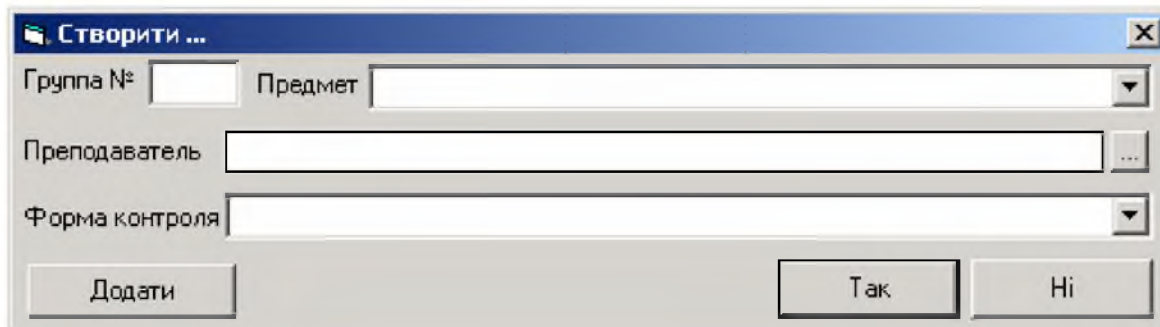 Створити ...
Группа № Предмет
Преподаватель ...
Форма контроля
Додати Так Ні